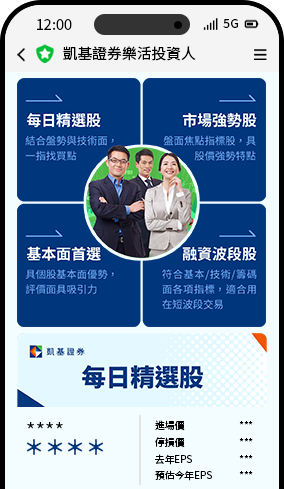 12:00
5G
凱基證券樂活投資人
每日精選股
結合盤勢與技術面，
一指找買點
市場強勢股
盤面焦點指標股，具
股價強勢特點
基本面首選
具個股基本面優勢，
評價面具吸引力
融資波段股
符合基本/技術/籌碼
面各項指標，適合用
在短波段交易
凱基證券
每日精選股
****
****
進場價 ***
停損價 ***
去年EPS ***
預估今年EPS ***